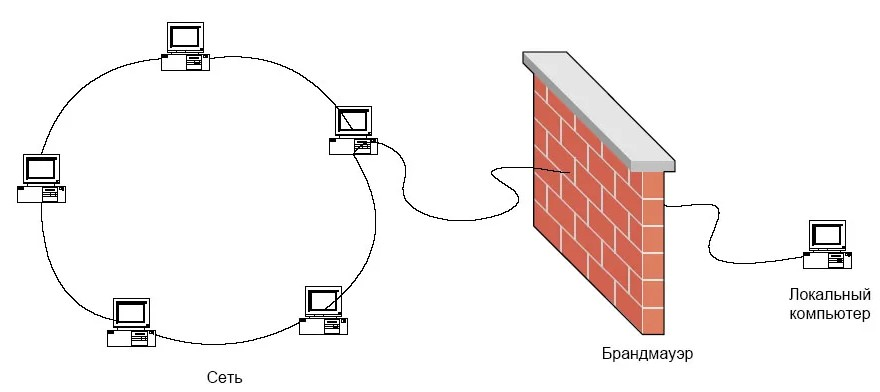 Сеть
Брандмауэр
Локальный
компьютер